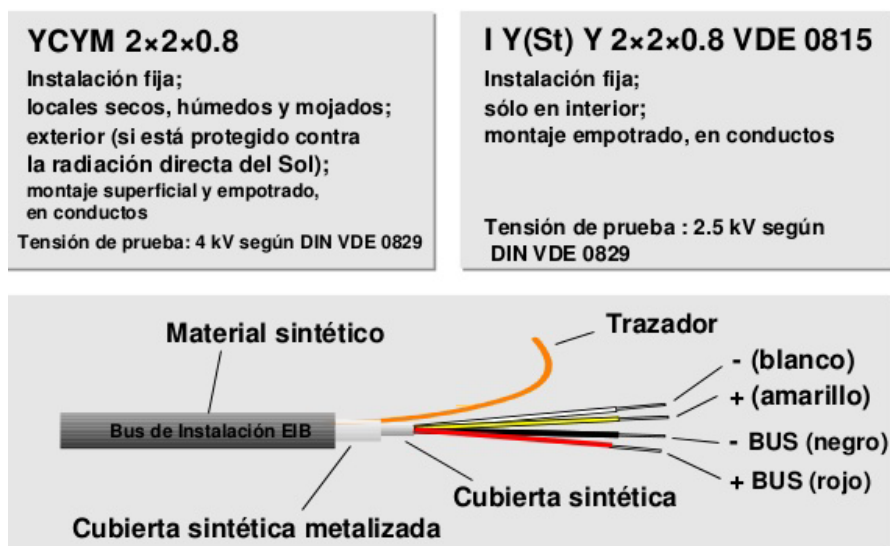 YCYM 2×2×0.8
Instalación fija;
locales secos, húmedos y mojados;
exterior (si está protegido contra
la radiación directa del Sol);
montaje superficial y empotrado,
en conductos
Tensión de prueba: 4 kV según DIN VDE 0829
I Y(St) Y 2×2×0.8 VDE 0815
Instalación fija;
sólo en interior;
montaje empotrado, en conductos
Tensión de prueba : 2.5 kV según
DIN VDE 0829
Material sintético
Trazador
- (blanco)
+ (amarillo)
Bus de Instalación EIB
- BUS (negro)
+ BUS (rojo)
Cubierta sintética
Cubierta sintética metalizada